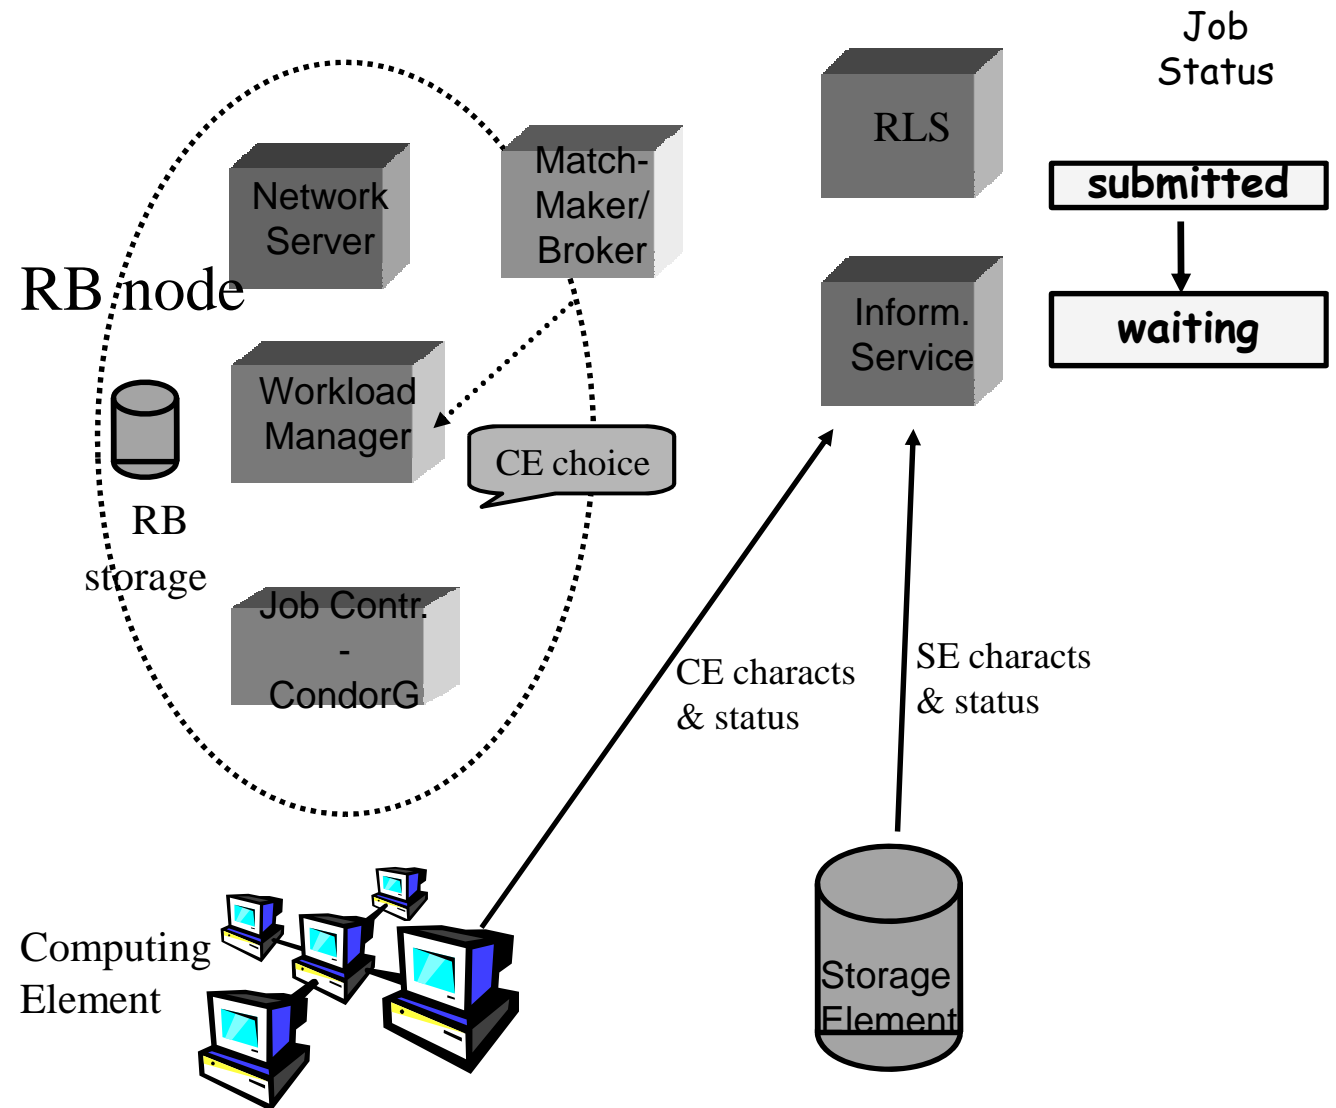 Job
Status
RLS
submitted
Match-
Maker/
Broker
Network
Server
RB node
Inform.
Service
waiting
Workload
Manager
CE choice
RB
storage
Job Contr.
-
CondorG
CE characts
& status
SE characts
& status
Computing
Element
Storage
Element